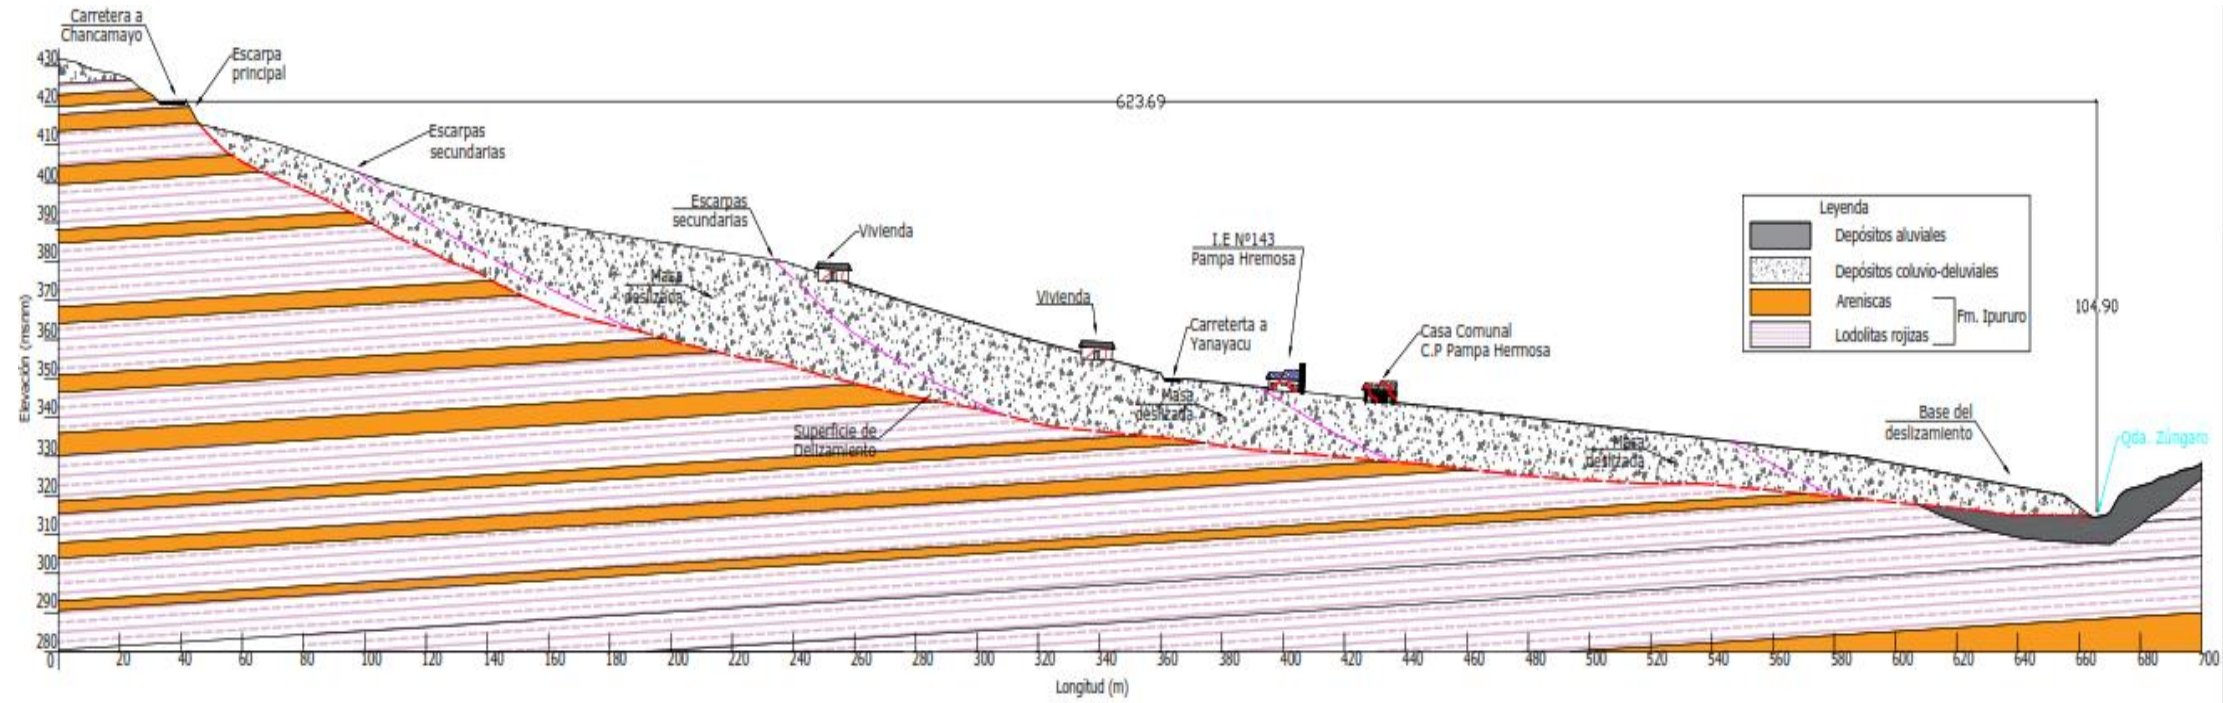 Carretera a
Chancamayo
Escarpa
principal
623.69
Escarpas
secundarias
Escarpas
secundarias
Vivienda
I.E Nº143
Pampa Hremosa
Vivienda
Carreterta a
Yanayacu
Casa Comunal
C.P Pampa Hermosa
Masa
deslizada
Masa
deslizada
Masa
deslizada
Superficie de
Delizamiento
Base del
deslizamiento
Qda. Zúngaro
104.90
Leyenda
Depósitos aluviales
Depósitos coluvio-deluviales
Areniscas
Lodolitas rojizas
Fm. Ipururo
Elevación (msnm)
430
420
410
400
390
380
370
360
350
340
330
320
310
300
290
280
0 20 40 60 80 100 120 140 160 180 200 220 240 260 280 300 320 340 360 380 400 420 440 460 480 500 520 540 560 580 600 620 640 660 680 700
Longitud (m)